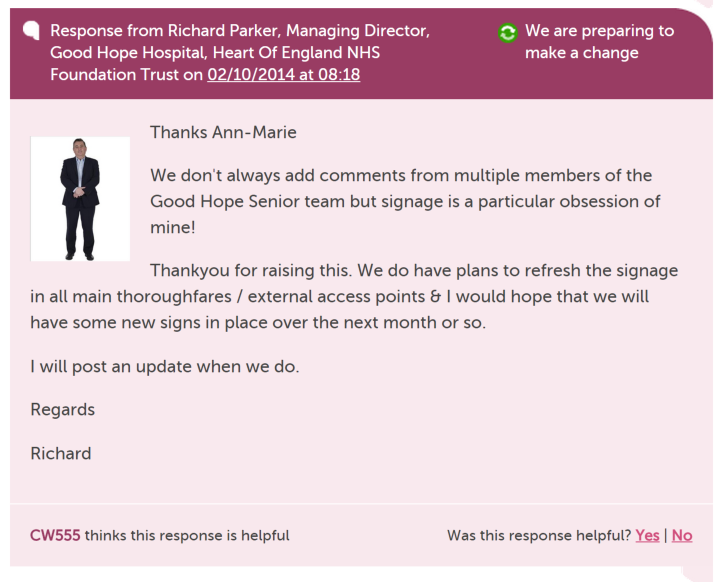 Response from Richard Parker, Managing Director,
Good Hope Hospital, Heart Of England NHS
Foundation Trust on 02/10/2014 at 08:18
We are preparing to
make a change
Thanks Ann-Marie
We don't always add comments from multiple members of the
Good Hope Senior team but signage is a particular obsession of
mine!
Thankyou for raising this. We do have plans to refresh the signage
in all main thoroughfares / external access points & I would hope that we will
have some new signs in place over the next month or so.
I will post an update when we do.
Regards
Richard
CW555 thinks this response is helpful
Was this response helpful? Yes | No